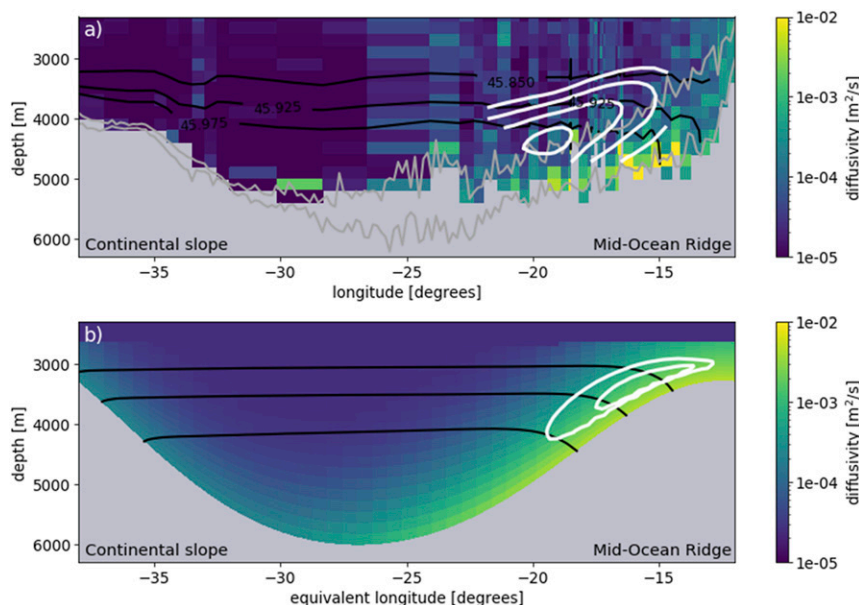 a)
1e-02
3000
45.850
45.925
45.925
1e-03
4000
45.975
depth [m]
diffusivity [m²/s]
5000
1e-04
6000
Continental slope
Mid-Ocean Ridge
1e-05
−35
−30
−25
−20
−15
longitude [degrees]
b)
1e-02
3000
1e-03
4000
depth [m]
diffusivity [m²/s]
5000
1e-04
6000
Continental slope
Mid-Ocean Ridge
1e-05
−35
−30
−25
−20
−15
equivalent longitude [degrees]